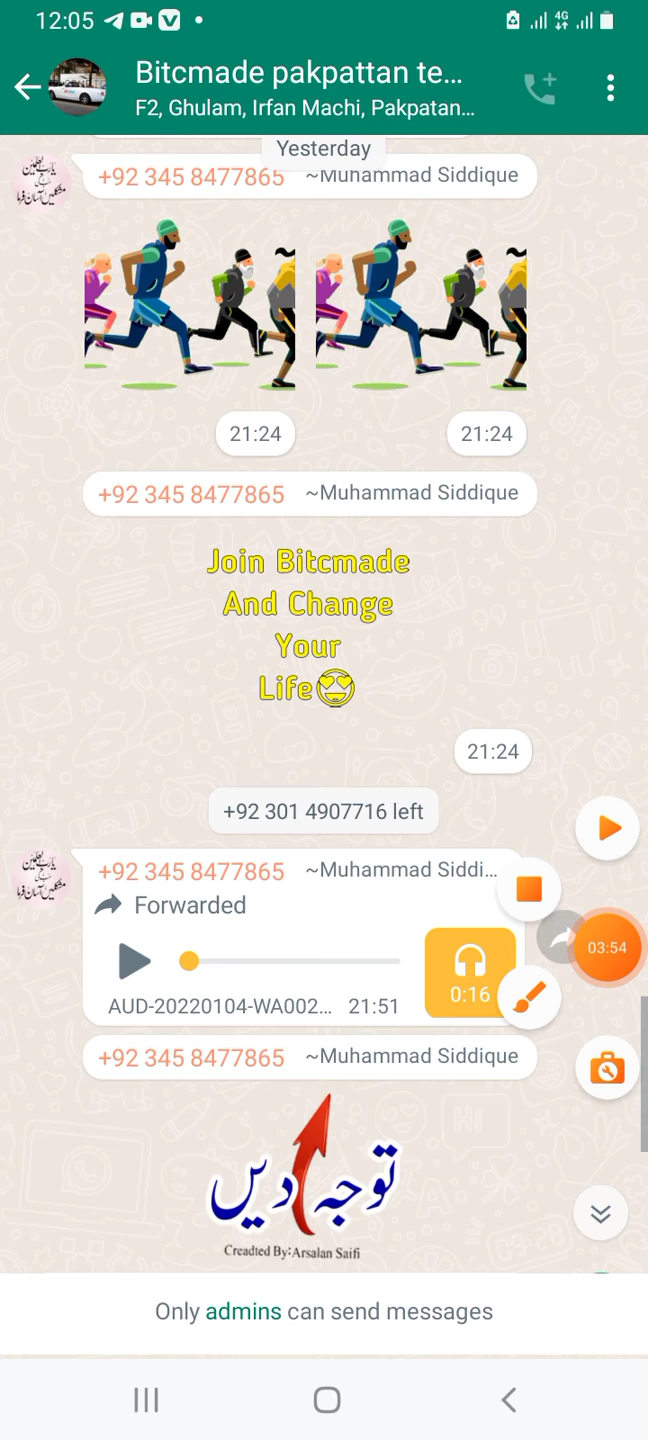 12:05
4G
Bitcmade pakpattan te...
F2, Ghulam, Irfan Machi, Pakpatan...
Yesterday
+92 345 8477865 ~Muhammad Siddique
21:24
21:24
+92 345 8477865 ~Muhammad Siddique
Join Bitcmade
And Change
Your
Life😍
21:24
+92 301 4907716 left
+92 345 8477865 ~Muhammad Siddi...
Forwarded
03:54
0:16
AUD-20220104-WA002... 21:51
+92 345 8477865 ~Muhammad Siddique
توجہ دیں
Creadted By:Arsalan Saifi
Only admins can send messages